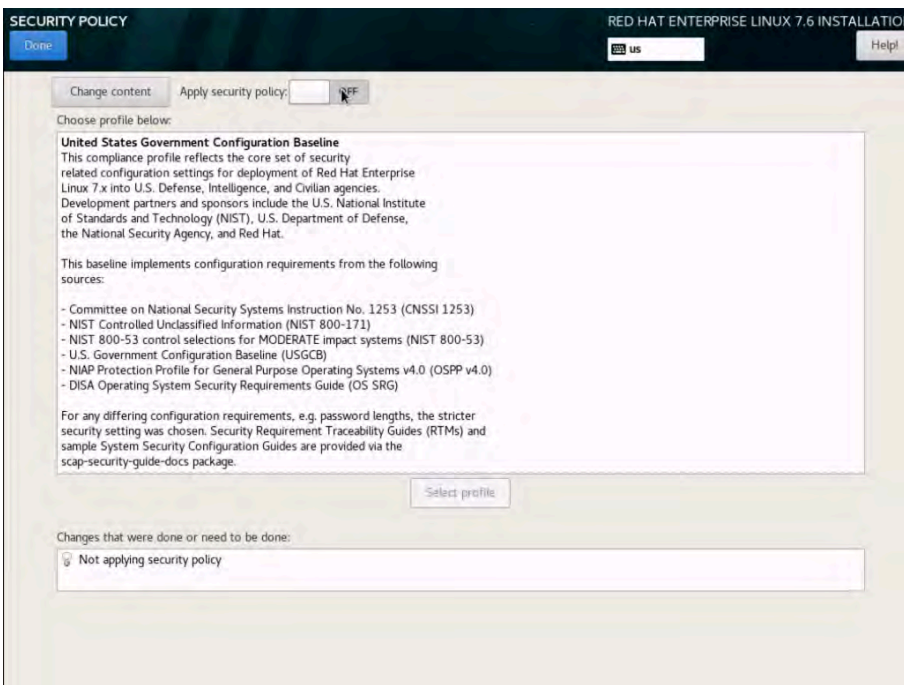 SECURITY POLICY
RED HAT ENTERPRISE LINUX 7.6 INSTALLATIO
Done
us
Help!
Change content
Apply security policy:
OFF
Choose profile below:
United States Government Configuration Baseline
This compliance profile reflects the core set of security
related configuration settings for deployment of Red Hat Enterprise
Linux 7.x into U.S. Defense, Intelligence, and Civilian agencies.
Development partners and sponsors include the U.S. National Institute
of Standards and Technology (NIST), U.S. Department of Defense,
the National Security Agency, and Red Hat.
This baseline implements configuration requirements from the following
sources:
- Committee on National Security Systems Instruction No. 1253 (CNSSI 1253)
- NIST Controlled Unclassified Information (NIST 800-171)
- NIST 800-53 control selections for MODERATE impact systems (NIST 800-53)
- U.S. Government Configuration Baseline (USGCB)
- NIAP Protection Profile for General Purpose Operating Systems v4.0 (OSPP v4.0)
- DISA Operating System Security Requirements Guide (OS SRG)
For any differing configuration requirements, e.g. password lengths, the stricter
security setting was chosen. Security Requirement Traceability Guides (RTMs) and
sample System Security Configuration Guides are provided via the
scap-security-guide-docs package.
Select profile
Changes that were done or need to be done:
Not applying security policy